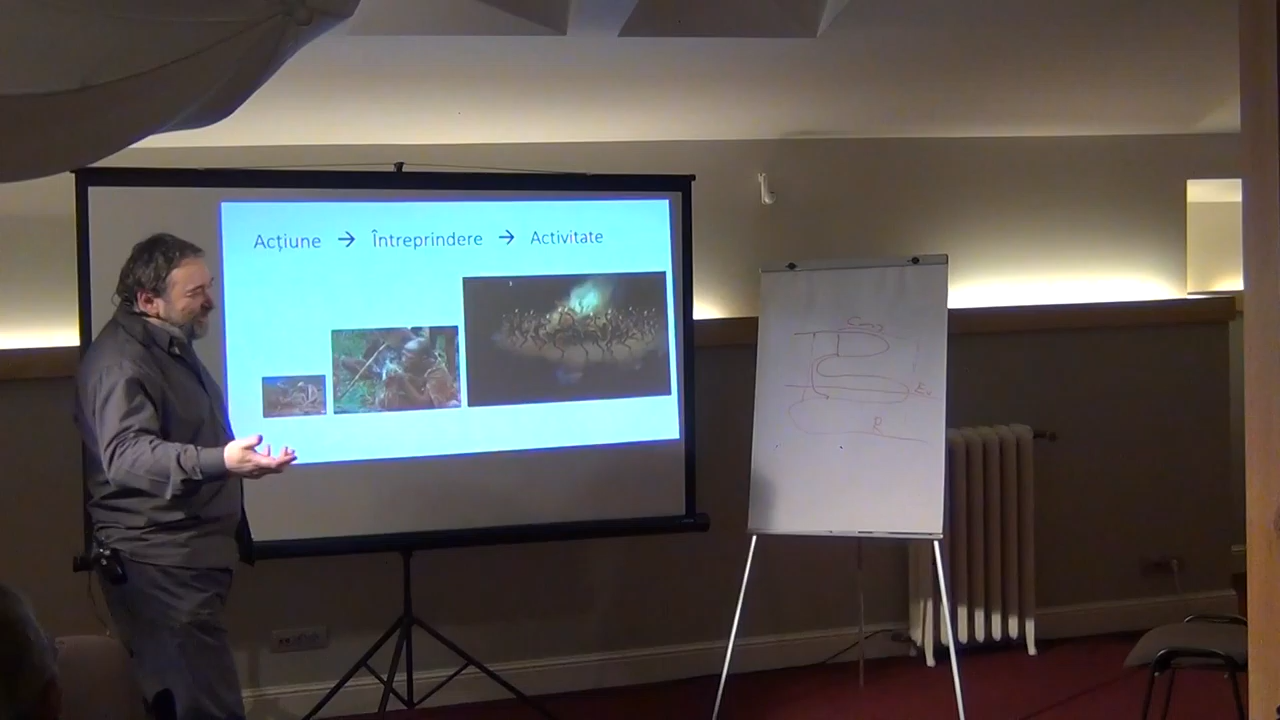 Acțiune → Întreprindere → Activitate
R